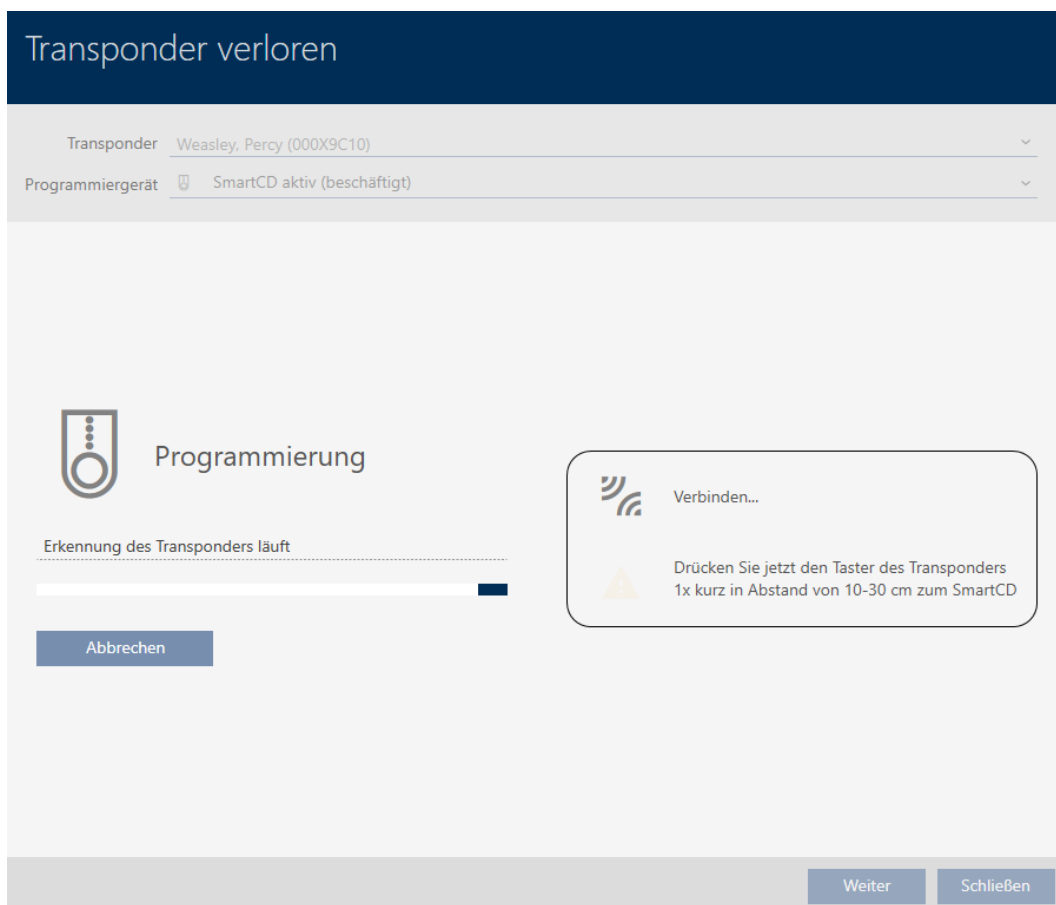 Transponder verloren
Transponder Weasley, Percy (000X9C10)
Programmiergerät SmartCD aktiv (beschäftigt)
Programmierung
Erkennung des Transponders läuft
Abbrechen
Verbinden...
Drücken Sie jetzt den Taster des Transponders
1x kurz in Abstand von 10-30 cm zum SmartCD
Weiter Schließen